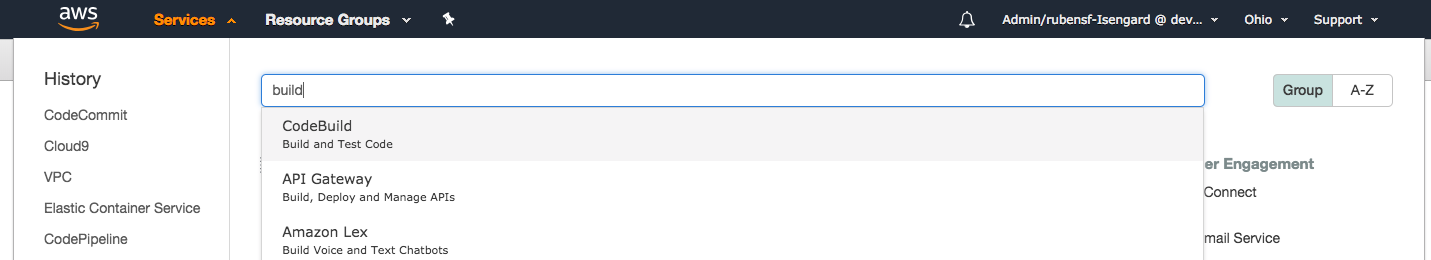 aws
Services
Resource Groups
Admin/rubensf-Isengard @ dev...
Ohio
Support
History
CodeCommit
Cloud9
VPC
Elastic Container Service
CodePipeline
build
Group
A-Z
CodeBuild
Build and Test Code
API Gateway
Build, Deploy and Manage APIs
Amazon Lex
Build Voice and Text Chatbots
er Engagement
Connect
mail Service